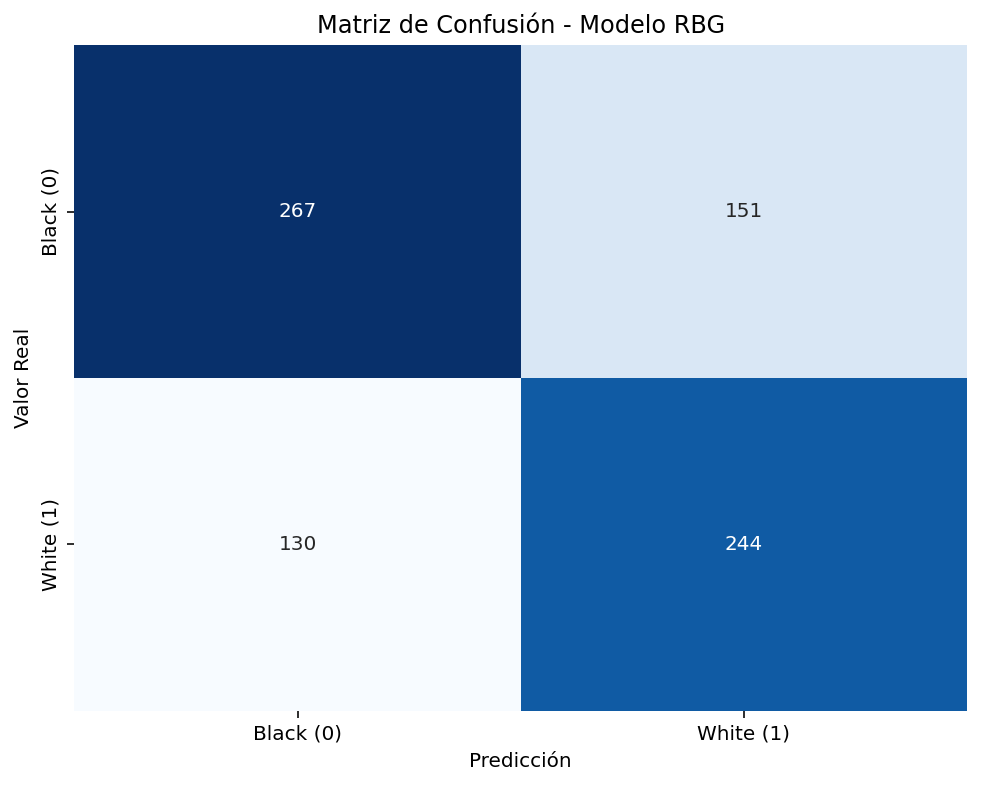 Matriz de Confusión - Modelo RBG
Valor Real
Black (0)
267
151
White (1)
130
244
Black (0)
White (1)
Predicción